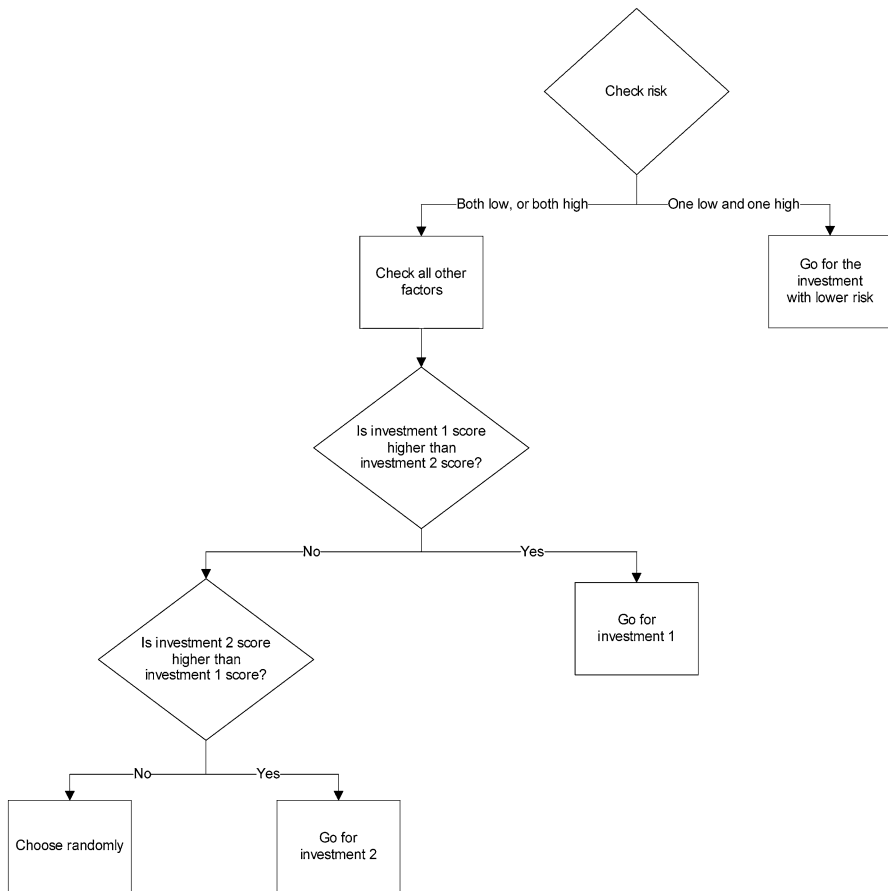 Check risk
Both low, or both high
One low and one high
Check all other
factors
Go for the
investment
with lower risk
Is investment 1 score
higher than
investment 2 score?
No
Yes
Is investment 2 score
higher than
investment 1 score?
Go for
investment 1
No
Yes
Choose randomly
Go for
investment 2